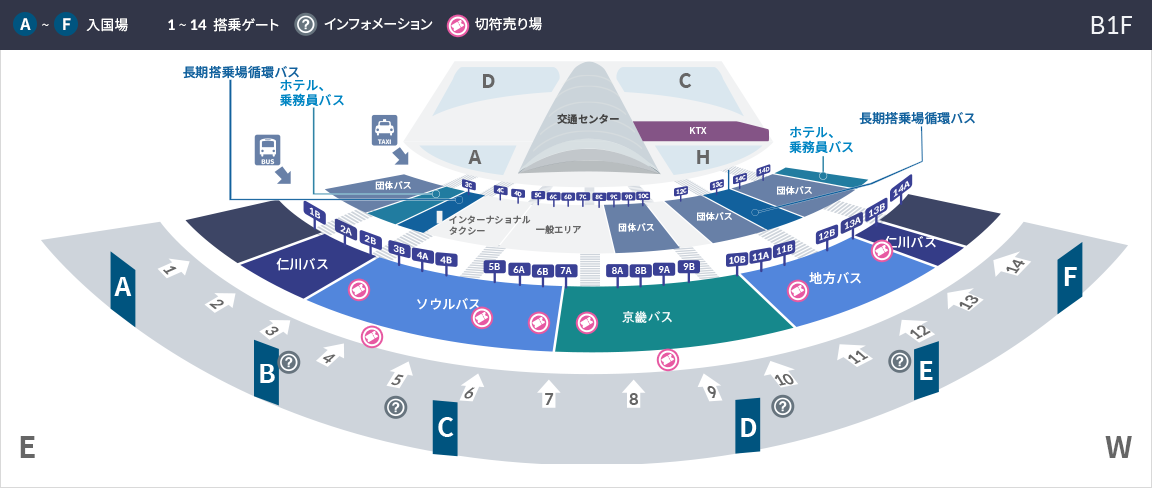 A ~ F 入国場 1 ~ 14 搭乗ゲート ? インフォメーション 切符売り場 B1F
長期搭乗場循環バス
ホテル、
乗務員バス
BUS
TAXI
D
C
A
H
交通センター
KTX
長期搭乗場循環バス
ホテル、
乗務員バス
団体バス
団体バス
インターナショナル
タクシー
一般エリア
団体バス
団体バス
3C 4C 4D 5C 6C 6D 7C 8C 9C 9D 10C 12C 13C 14C 14D
1B 2A 2B 3B 4A 4B 5B 6A 6B 7A 8A 8B 9A 9B 10B 11A 11B 12B 13A 13B 14A
仁川バス
ソウルバス
京畿バス
地方バス
仁川バス
1 2 3 4 5 6 7 8 9 10 11 12 13 14
A
B
C
D
E
F
?
?
?
?
E
W